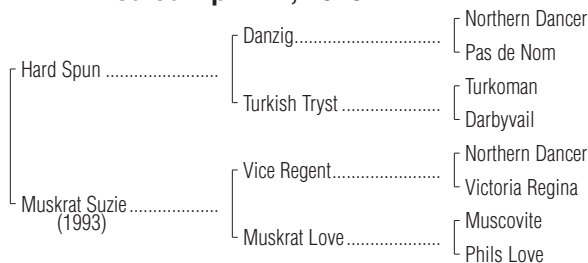 Northern Dancer
Danzig
Pas de Nom
Hard Spun
Turkoman
Turkish Tryst
Darbyvail
Northern Dancer
Vice Regent
Victoria Regina
Muskrat Suzie
(1993)
Muscovite
Muskrat Love
Phils Love